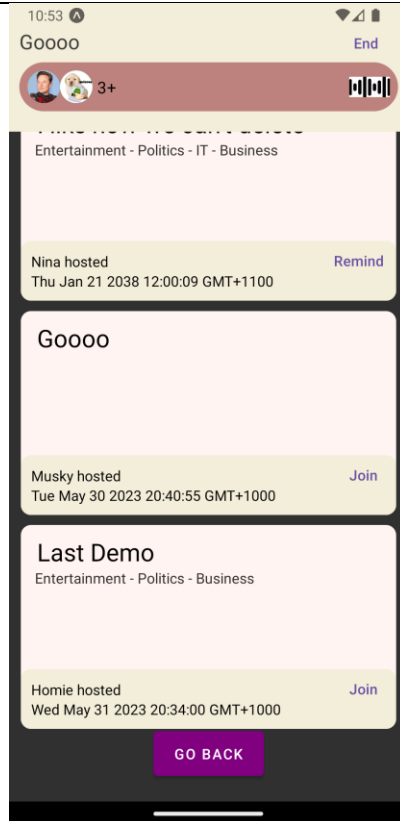 10:53
Goooo
End
3+
Entertainment - Politics - IT - Business
Nina hosted
Remind
Thu Jan 21 2038 12:00:09 GMT+1100
Goooo
Musky hosted
Join
Tue May 30 2023 20:40:55 GMT+1000
Last Demo
Entertainment - Politics - Business
Homie hosted
Join
Wed May 31 2023 20:34:00 GMT+1000
GO BACK